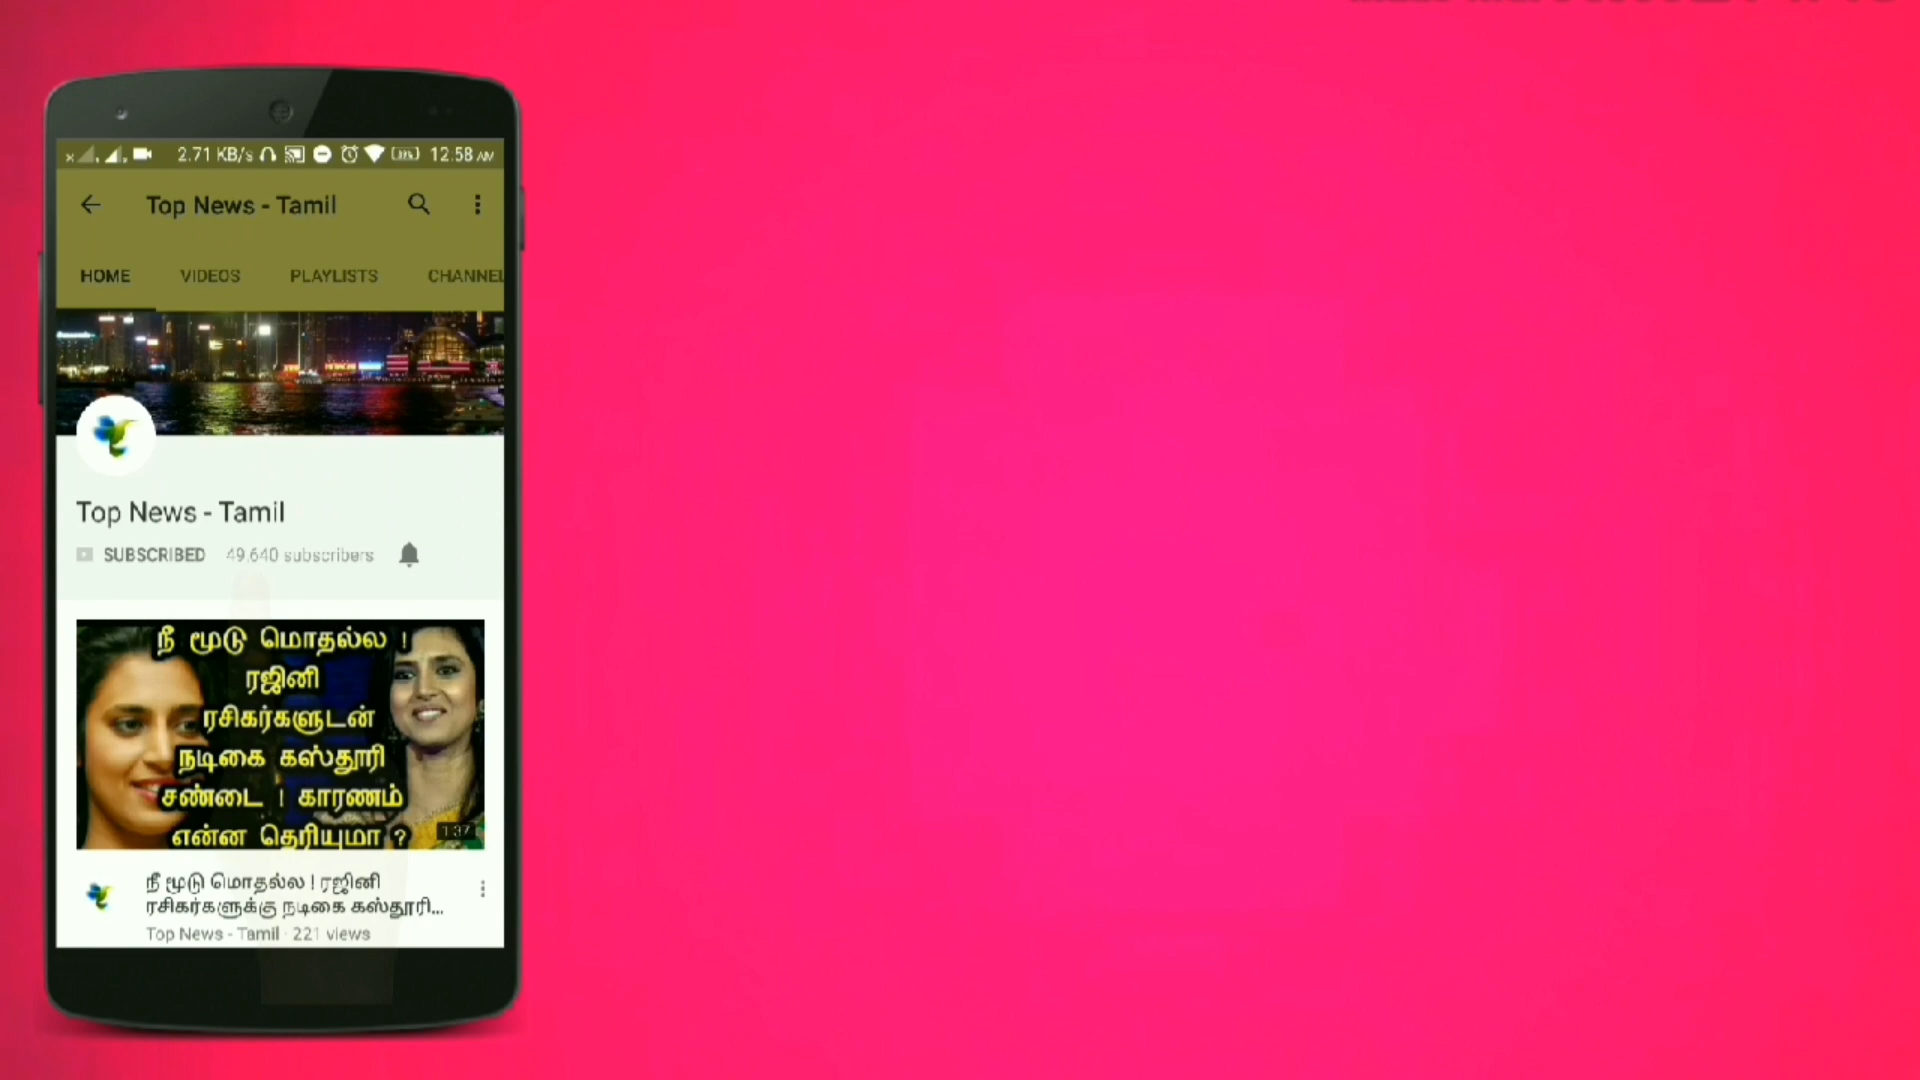 2.71 KB/s 12:58 AM
Top News - Tamil
HOME VIDEOS PLAYLISTS CHANNEL
Top News - Tamil
SUBSCRIBED 49,640 subscribers
நீ மூடு மொதல்ல !
ரஜினி
ரசிகர்களுடன்
நடிகை கஸ்தூரி
சண்டை ! காரணம்
என்ன தெரியுமா ?
1:37
நீ மூடு மொதல்ல ! ரஜினி
ரசிகர்களுக்கு நடிகை கஸ்தூரி...
Top News - Tamil · 221 views